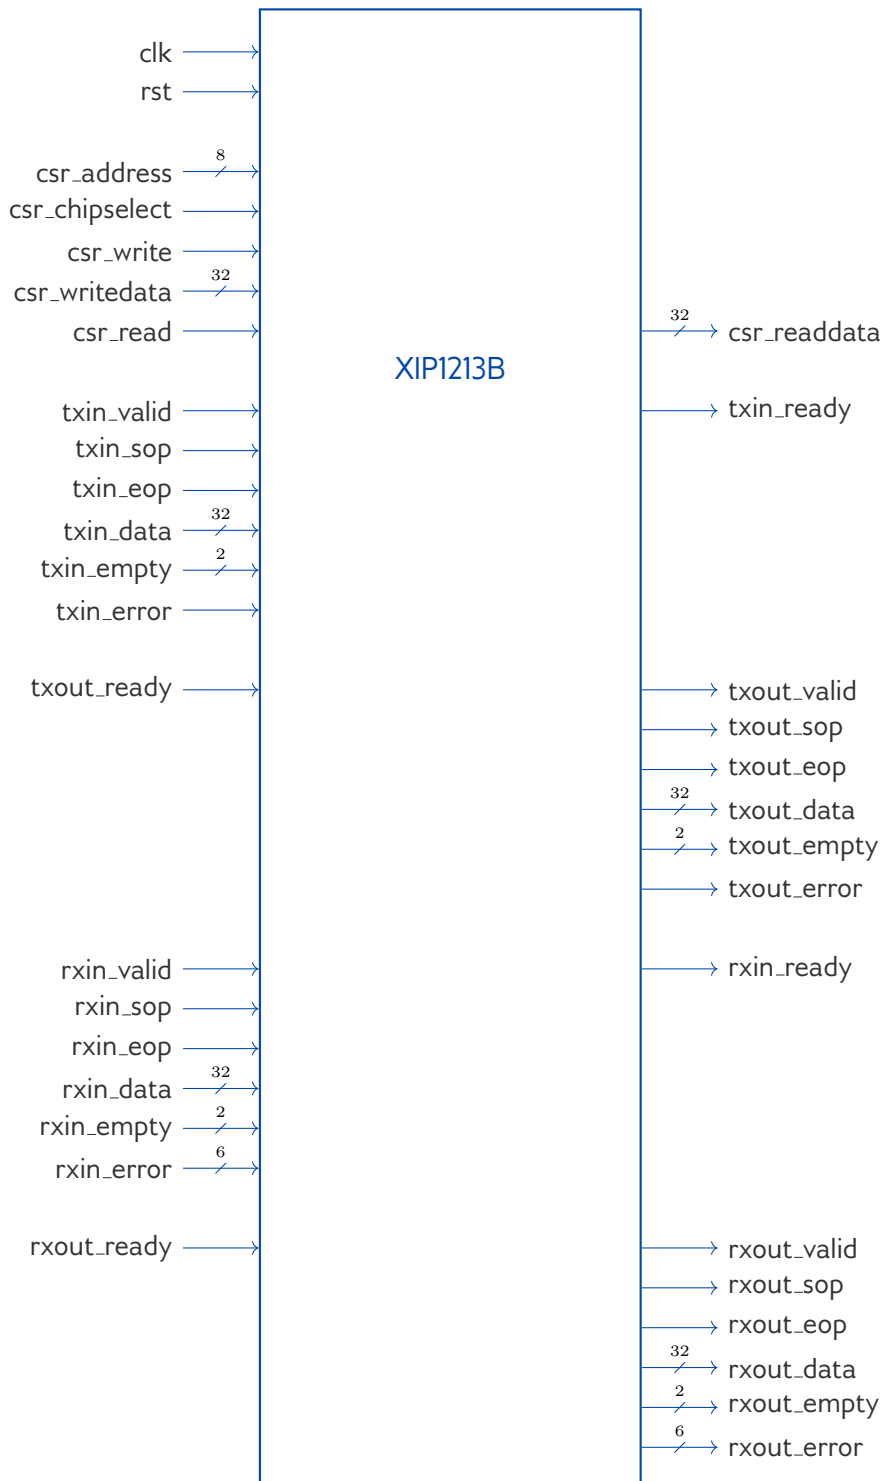 clk
rst
8
csr_address
csr_chipselect
csr_write
32
csr_writedata
csr_read
32
csr_readdata
XIP1213B
txin_valid
txin_ready
txin_sop
txin_eop
32
txin_data
2
txin_empty
txin_error
txout_ready
txout_valid
txout_sop
txout_eop
32
txout_data
2
txout_empty
txout_error
rxin_valid
rxin_ready
rxin_sop
rxin_eop
32
rxin_data
2
rxin_empty
6
rxin_error
rxout_ready
rxout_valid
rxout_sop
rxout_eop
32
rxout_data
2
rxout_empty
6
rxout_error